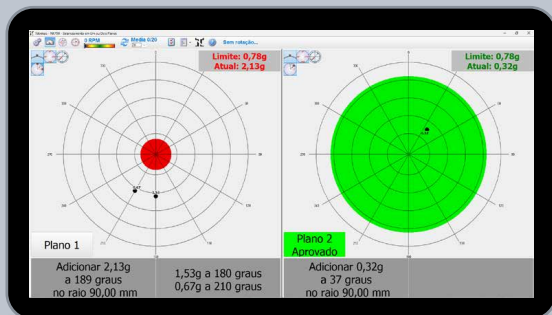 0 RPM
Média 0/20
Sem rotação...
Limite: 0,78g
Atual: 2,13g
Limite: 0,78g
Atual: 0,32g
Plano 1
Plano 2
Aprovado
Adicionar 2,13g
a 189 graus
no raio 90,00 mm
1,53g a 180 graus
0,67g a 210 graus
Adicionar 0,32g
a 37 graus
no raio 90,00 mm